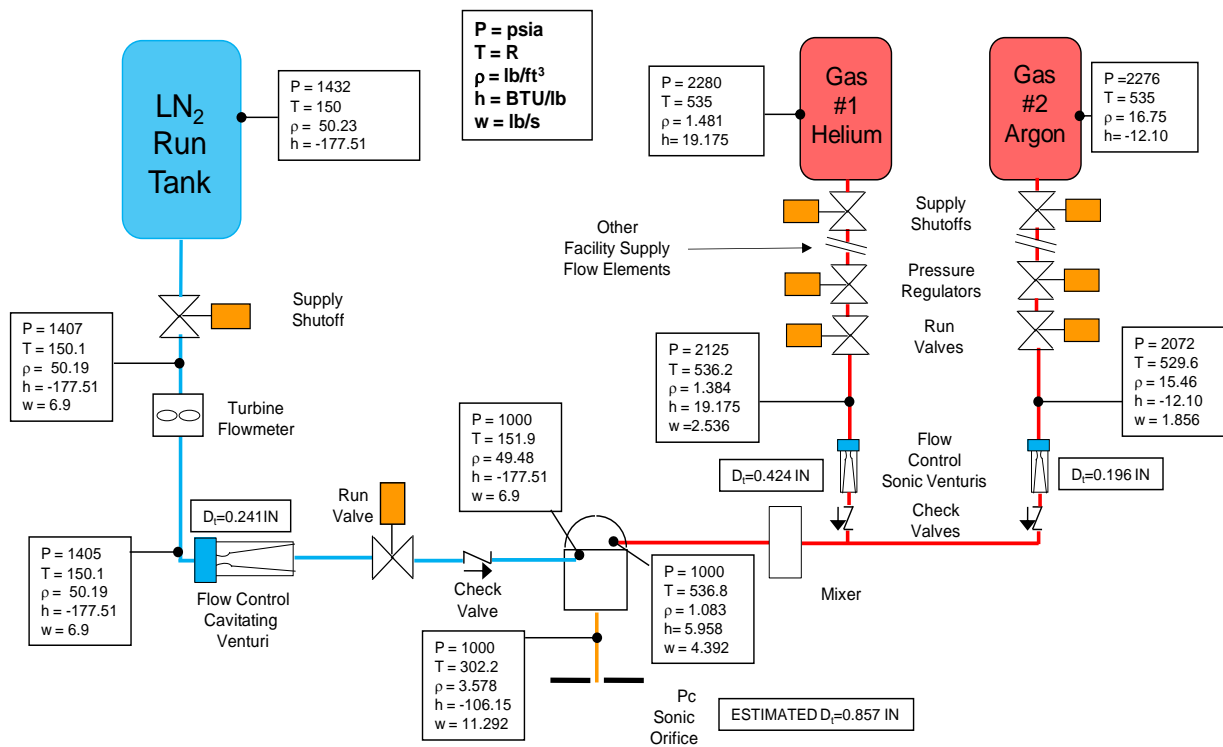 P = psia
T = R
ρ = lb/ft³
h = BTU/lb
w = lb/s
LN₂
Run
Tank
P = 1432
T = 150
ρ = 50.23
h = -177.51
P = 2280
T = 535
ρ = 1.481
h= 19.175
Gas
#1
Helium
Gas
#2
Argon
P =2276
T = 535
ρ = 16.75
h= -12.10
Other
Facility Supply
Flow Elements
Supply
Shutoffs
Pressure
Regulators
Run
Valves
Supply
Shutoff
P = 1407
T = 150.1
ρ = 50.19
h = -177.51
w = 6.9
Turbine
Flowmeter
P = 2125
T = 536.2
ρ = 1.384
h = 19.175
w =2.536
P = 2072
T = 529.6
ρ = 15.46
h = -12.10
w = 1.856
P = 1000
T = 151.9
ρ = 49.48
h = -177.51
w = 6.9
Dₜ=0.424 IN
Flow
Control
Sonic Venturis
Dₜ=0.196 IN
Check
Valves
Dₜ=0.241IN
Run
Valve
P = 1405
T = 150.1
ρ = 50.19
h = -177.51
w = 6.9
Flow Control
Cavitating
Venturi
Check
Valve
P = 1000
T = 536.8
ρ = 1.083
h= 5.958
w = 4.392
Mixer
P = 1000
T = 302.2
ρ = 3.578
h = -106.15
w = 11.292
Pc
Sonic
Orifice
ESTIMATED Dₜ=0.857 IN